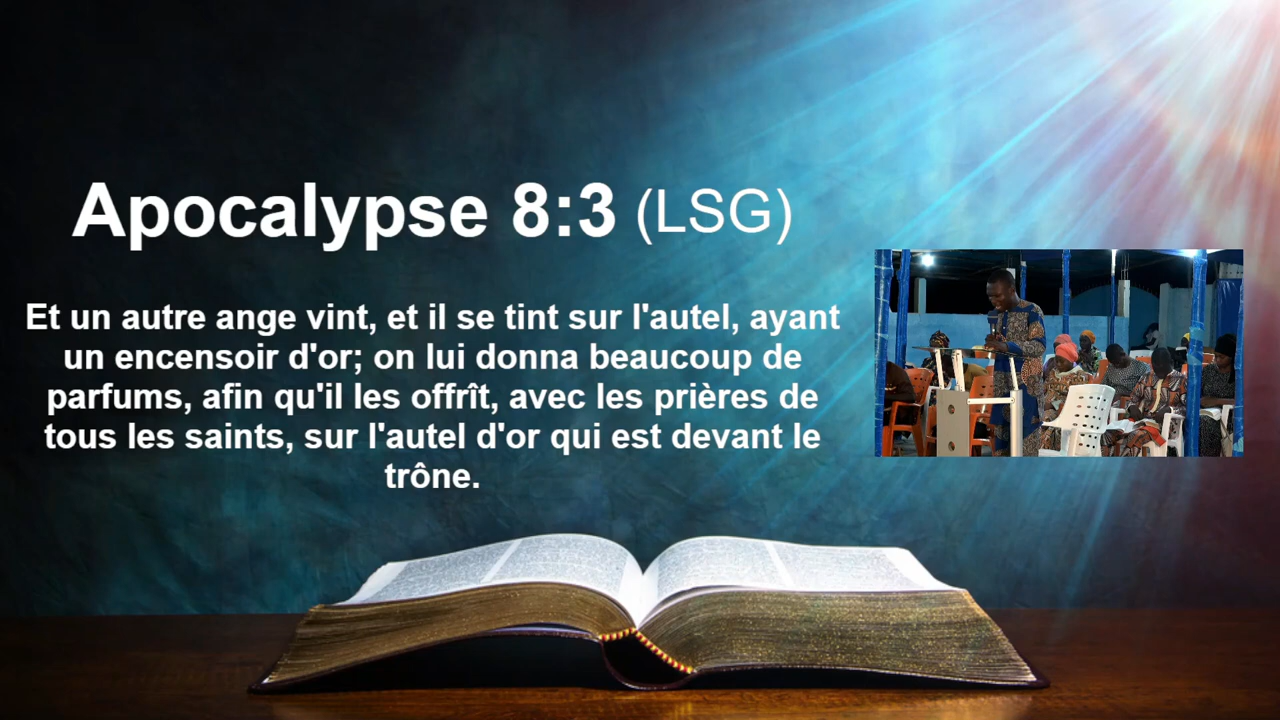 Apocalypse 8:3 (LSG)
Et un autre ange vint, et il se tint sur l'autel, ayant
un encensoir d'or; on lui donna beaucoup de
parfums, afin qu'il les offrît, avec les prières de
tous les saints, sur l'autel d'or qui est devant le
trône.